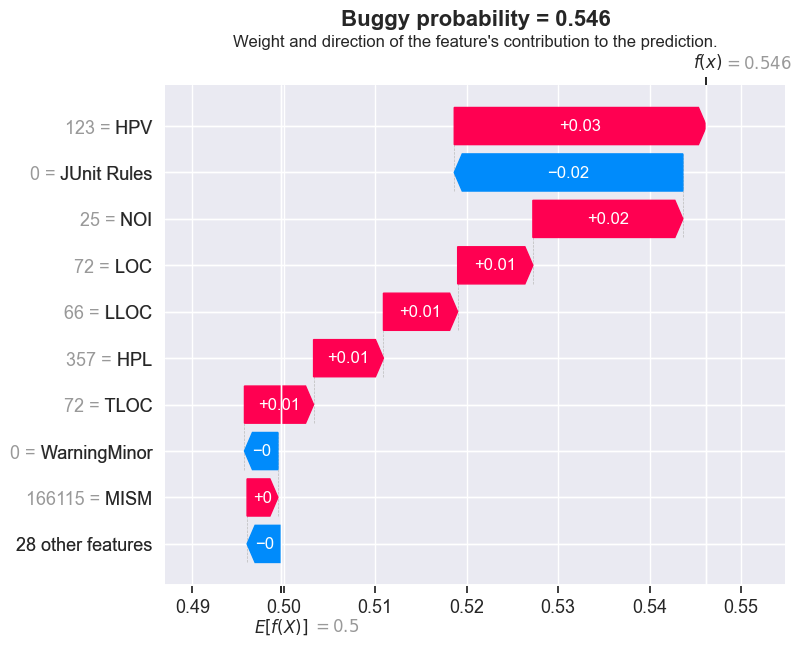 Buggy probability = 0.546
Weight and direction of the feature's contribution to the prediction.
f(x) = 0.546
123 = HPV +0.03
0 = JUnit Rules −0.02
25 = NOI +0.02
72 = LOC +0.01
66 = LLOC +0.01
357 = HPL +0.01
72 = TLOC +0.01
0 = WarningMinor −0
166115 = MISM +0
28 other features −0
0.49 0.50 0.51 0.52 0.53 0.54 0.55
E[f(X)] = 0.5